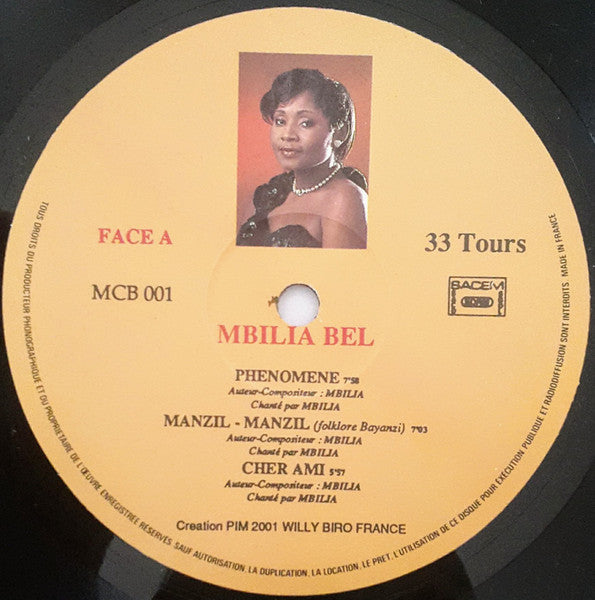 FACE A
33 Tours
MCB 001
SACEM
MBILIA BEL
PHENOMENE 7'58
Auteur-Compositeur : MBILIA
Chanté par MBILIA
MANZIL - MANZIL (folklore Bayanzi) 7'03
Auteur-Compositeur : MBILIA
Chanté par MBILIA
CHER AMI 5'57
Auteur-Compositeur : MBILIA
Chanté par MBILIA
Creation PIM 2001 WILLY BIRO FRANCE
TOUS DROITS DU PRODUCTEUR PHONOGRAPHIQUE ET DU PROPRIETAIRE DE L'ŒUVRE ENREGISTREE RESERVES. SAUF AUTORISATION, LA DUPLICATION, LA LOCATION, LE PRET, L'UTILISATION DE CE DISQUE POUR EXECUTION PUBLIQUE ET RADIODIFFUSION SONT INTERDITS. MADE IN FRANCE